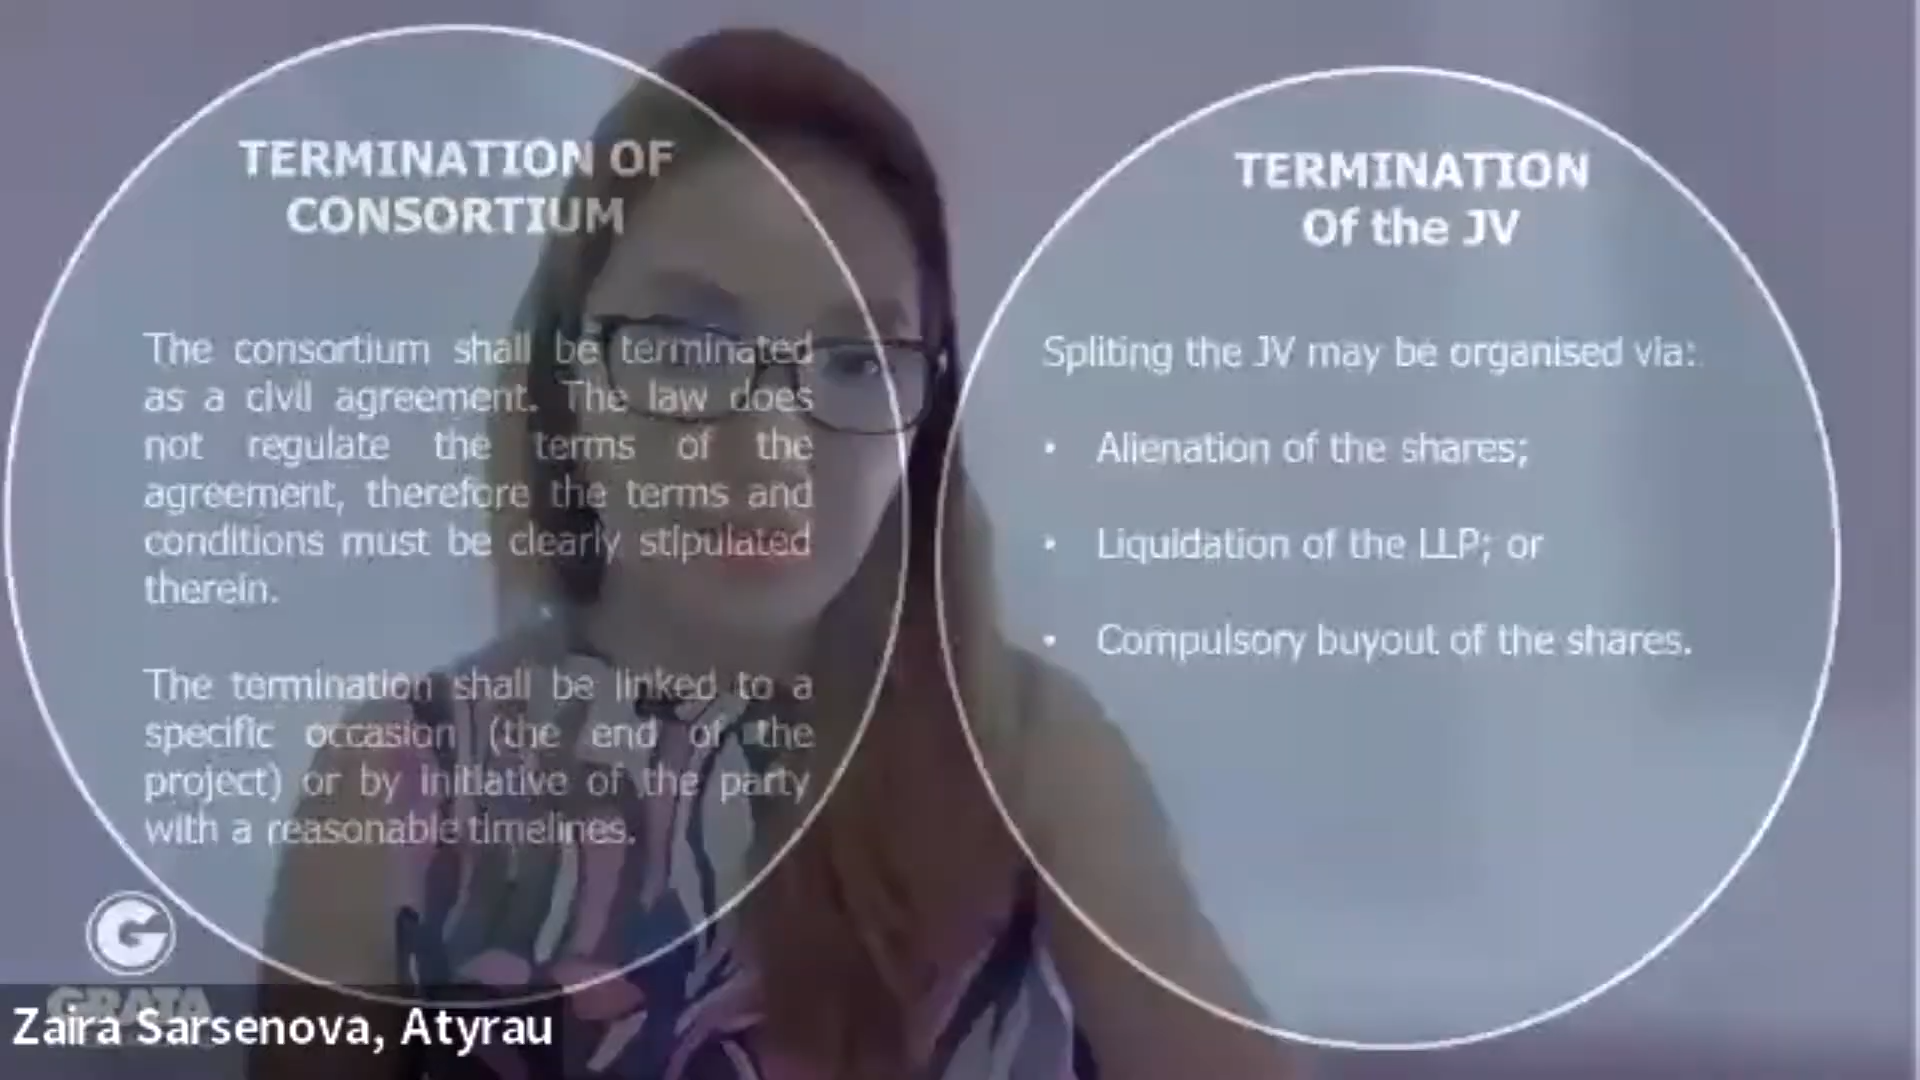 TERMINATION OF
CONSORTIUM
The consortium shall be terminated
as a civil agreement. The law does
not regulate the terms of the
agreement, therefore the terms and
conditions must be clearly stipulated
therein.
The termination shall be linked to a
specific occasion (the end of the
project) or by initiative of the party
with a reasonable timelines.
TERMINATION
Of the JV
Spliting the JV may be organised via:
• Alienation of the shares;
• Liquidation of the LLP; or
• Compulsory buyout of the shares.
G
GRATA
Zaira Sarsenova, Atyrau